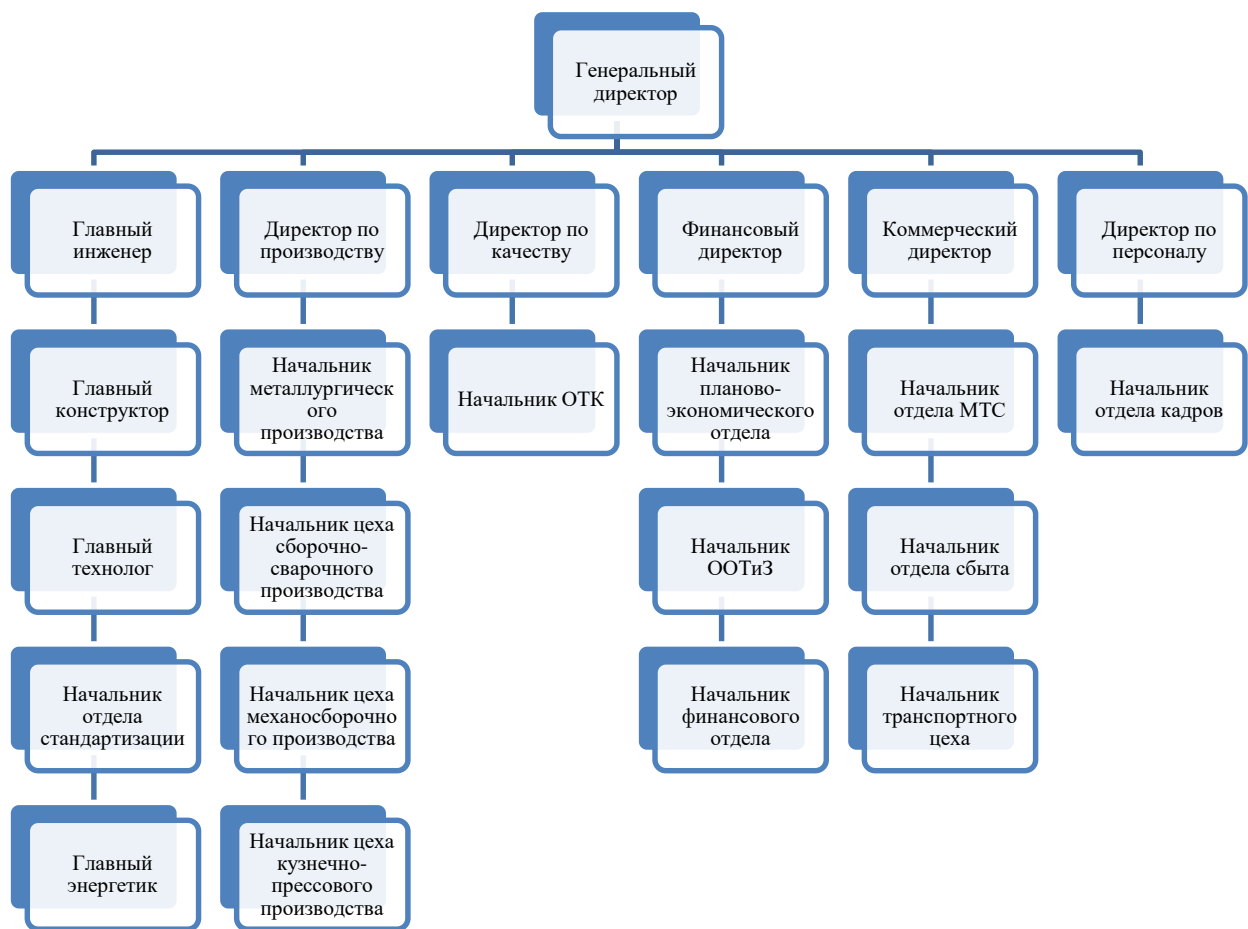 Генеральный
директор
Главный
инженер
Директор по
производству
Директор по
качеству
Финансовый
директор
Коммерческий
директор
Директор по
персоналу
Главный
конструктор
Начальник
металлургическ
ого
производства
Начальник ОТК
Начальник
планово-
экономического
отдела
Начальник
отдела МТС
Начальник
отдела кадров
Главный
технолог
Начальник цеха
сборочно-
сварочного
производства
Начальник
ООТиЗ
Начальник
отдела сбыта
Начальник
отдела
стандартизации
Начальник цеха
механосборочно
го производства
Начальник
финансового
отдела
Начальник
транспортного
цеха
Главный
энергетик
Начальник цеха
кузнечно-
прессового
производства